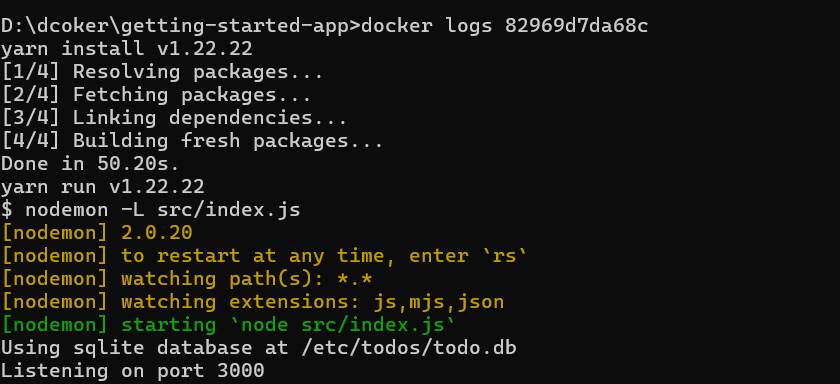 D:\dcoker\getting-started-app>docker logs 82969d7da68c
yarn install v1.22.22
[1/4] Resolving packages...
[2/4] Fetching packages...
[3/4] Linking dependencies...
[4/4] Building fresh packages...
Done in 50.20s.
yarn run v1.22.22
$ nodemon -L src/index.js
[nodemon] 2.0.20
[nodemon] to restart at any time, enter `rs`
[nodemon] watching path(s): *.*
[nodemon] watching extensions: js,mjs,json
[nodemon] starting `node src/index.js`
Using sqlite database at /etc/todos/todo.db
Listening on port 3000